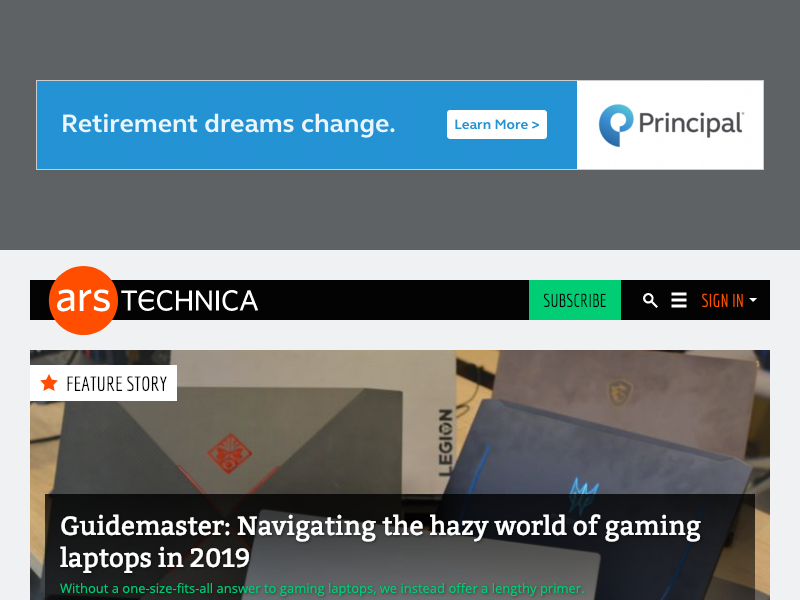 Retirement dreams change.
Learn More >
Principal
ars TECHNICA
SUBSCRIBE
SIGN IN
FEATURE STORY
LEGION
Guidemaster: Navigating the hazy world of gaming
laptops in 2019
Without a one-size-fits-all answer to gaming laptops, we instead offer a lengthy primer.